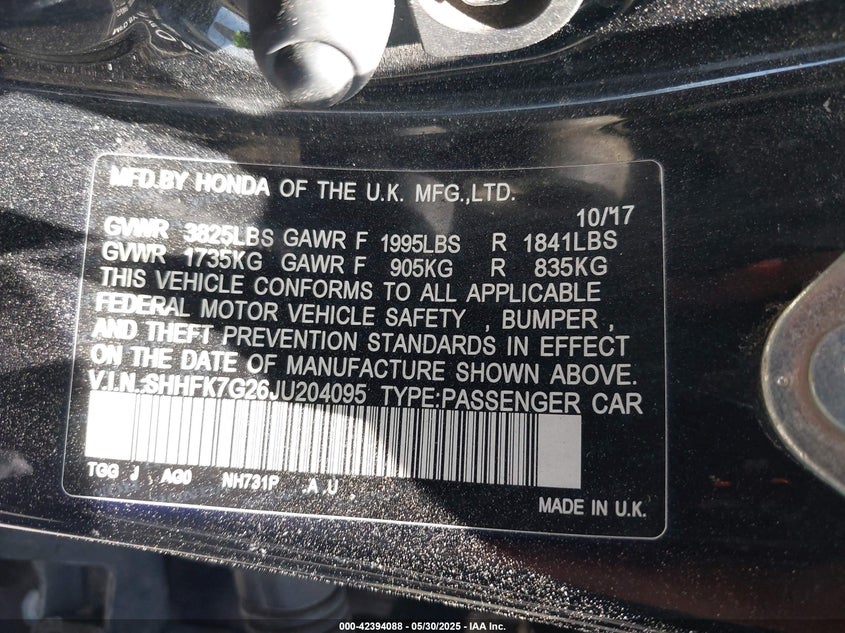 MFD.BY HONDA OF THE U.K. MFG.,LTD.
10/'17
GVWR 3825LBS GAWR F 1995LBS R 1841LBS
GVWR 1735KG GAWR F 905KG R 835KG
THIS VEHICLE CONFORMS TO ALL APPLICABLE
FEDERAL MOTOR VEHICLE SAFETY , BUMPER ,
AND THEFT PREVENTION STANDARDS IN EFFECT
ON THE DATE OF MANUFACTURE SHOWN ABOVE.
V.I.N.:SHHFK7G26JU204095 TYPE:PASSENGER CAR
TGG J , AG0 NH731P .A .U ,
MADE IN U.K.
000-42394088 - 05/30/2025 - IAA Inc.